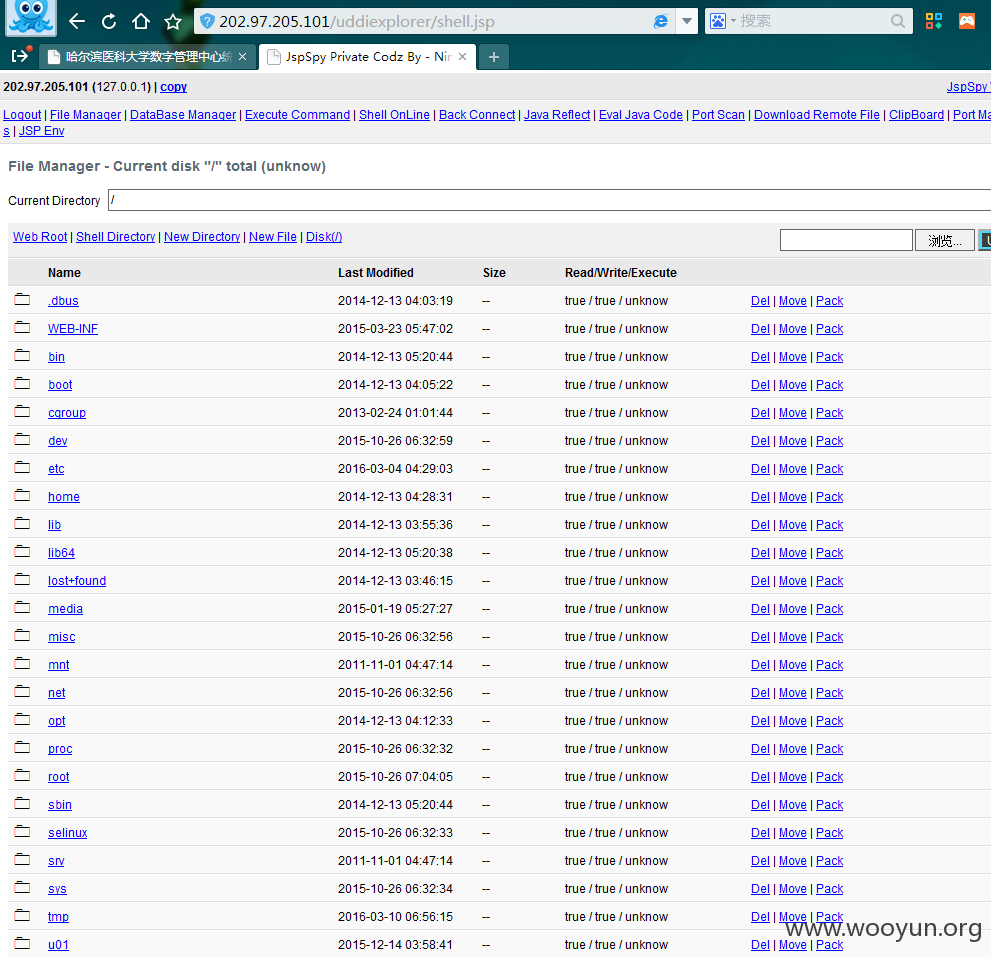 202.97.205.101/uddiexplorer/shell.jsp
搜索
哈尔滨医科大学数字管理中心统
JspSpy Private Codz By - Nin
202.97.205.101 (127.0.0.1) | copy
JspSpy
Logout | File Manager | DataBase Manager | Execute Command | Shell OnLine | Back Connect | Java Reflect | Eval Java Code | Port Scan | Download Remote File | ClipBoard | Port Ma
s | JSP Env
File Manager - Current disk "/" total (unknow)
Current Directory /
Web Root | Shell Directory | New Directory | New File | Disk(/)
浏览...
Name Last Modified Size Read/Write/Execute
.dbus 2014-12-13 04:03:19 -- true / true / unknow Del | Move | Pack
WEB-INF 2015-03-23 05:47:02 -- true / true / unknow Del | Move | Pack
bin 2014-12-13 05:20:44 -- true / true / unknow Del | Move | Pack
boot 2014-12-13 04:05:22 -- true / true / unknow Del | Move | Pack
cgroup 2013-02-24 01:01:44 -- true / true / unknow Del | Move | Pack
dev 2015-10-26 06:32:59 -- true / true / unknow Del | Move | Pack
etc 2016-03-04 04:29:03 -- true / true / unknow Del | Move | Pack
home 2014-12-13 04:28:31 -- true / true / unknow Del | Move | Pack
lib 2014-12-13 03:55:36 -- true / true / unknow Del | Move | Pack
lib64 2014-12-13 05:20:38 -- true / true / unknow Del | Move | Pack
lost+found 2014-12-13 03:46:15 -- true / true / unknow Del | Move | Pack
media 2015-01-19 05:27:27 -- true / true / unknow Del | Move | Pack
misc 2015-10-26 06:32:56 -- true / true / unknow Del | Move | Pack
mnt 2011-11-01 04:47:14 -- true / true / unknow Del | Move | Pack
net 2015-10-26 06:32:56 -- true / true / unknow Del | Move | Pack
opt 2014-12-13 04:12:33 -- true / true / unknow Del | Move | Pack
proc 2015-10-26 06:32:32 -- true / true / unknow Del | Move | Pack
root 2015-10-26 07:04:05 -- true / true / unknow Del | Move | Pack
sbin 2014-12-13 05:20:44 -- true / true / unknow Del | Move | Pack
selinux 2015-10-26 06:32:33 -- true / true / unknow Del | Move | Pack
srv 2011-11-01 04:47:14 -- true / true / unknow Del | Move | Pack
sys 2015-10-26 06:32:34 -- true / true / unknow Del | Move | Pack
tmp 2016-03-10 06:56:15 -- true / true / unknow Del | Move | Pack
www.wooyun.org
u01 2015-12-14 03:58:41 -- true / true / unknow Del | Move | Pack